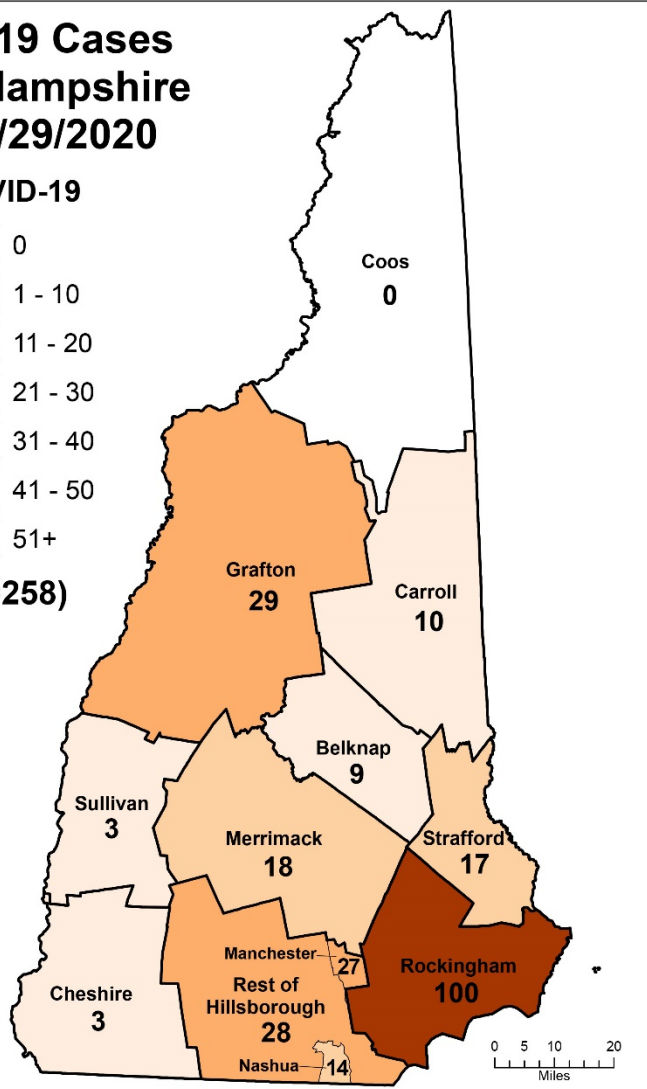 19 Cases
Hampshire
/29/2020
VID-19
0
1 - 10
11 - 20
21 - 30
31 - 40
41 - 50
51+
258)
Coos
0
Grafton
29
Carroll
10
Belknap
9
Sullivan
3
Merrimack
18
Strafford
17
Manchester
27
Rockingham
100
Rest of
Hillsborough
28
Cheshire
3
Nashua
14
0 5 10 20
Miles